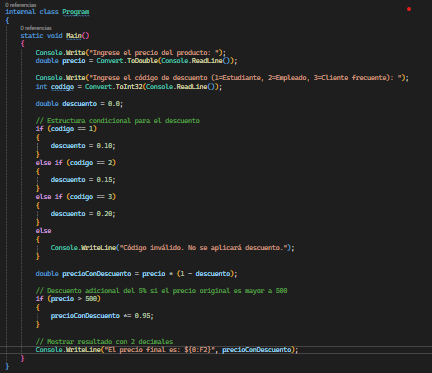 0 referencias
internal class Program
{
0 referencias
static void Main()
{
Console.Write("Ingrese el precio del producto: ");
double precio = Convert.ToDouble(Console.ReadLine());
Console.Write("Ingrese el código de descuento (1=Estudiante, 2=Empleado, 3=Cliente frecuente): ");
int codigo = Convert.ToInt32(Console.ReadLine());
double descuento = 0.0;
// Estructura condicional para el descuento
if (codigo == 1)
{
descuento = 0.10;
}
else if (codigo == 2)
{
descuento = 0.15;
}
else if (codigo == 3)
{
descuento = 0.20;
}
else
{
Console.WriteLine("Código inválido. No se aplicará descuento.");
}
double precioConDescuento = precio * (1 - descuento);
// Descuento adicional del 5% si el precio original es mayor a 500
if (precio > 500)
{
precioConDescuento *= 0.95;
}
// Mostrar resultado con 2 decimales
Console.WriteLine("El precio final es: ${0:F2}", precioConDescuento);
}
}